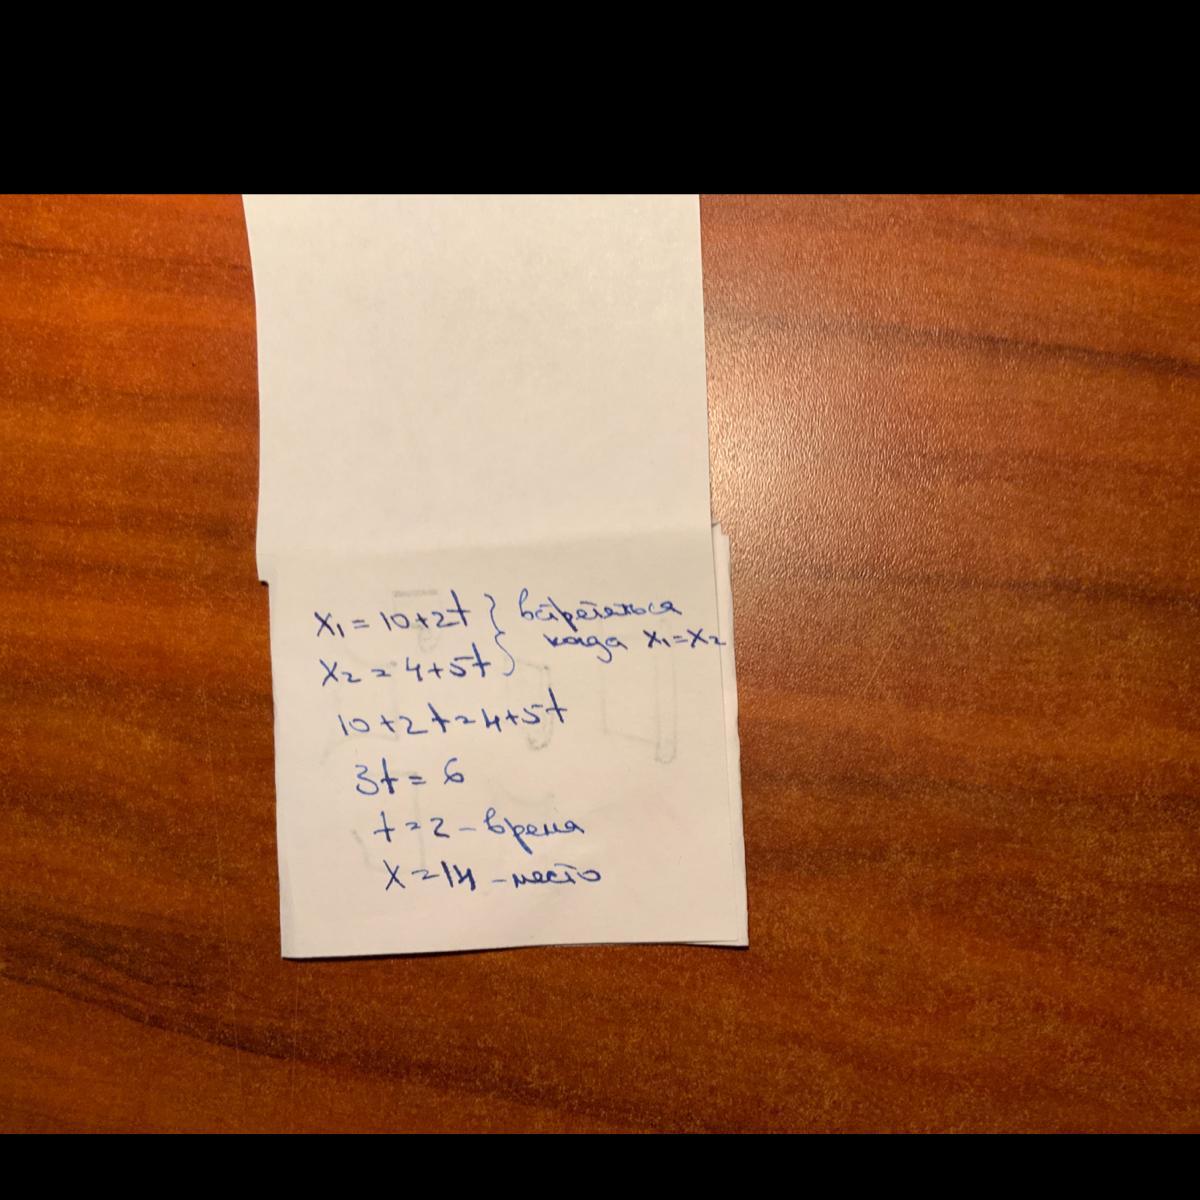 x₁ = 10+2t } встретяться
когда x₁=x₂
x₂ = 4+5t
10+2t=4+5t
3t = 6
t=2 - время
x=14 - место